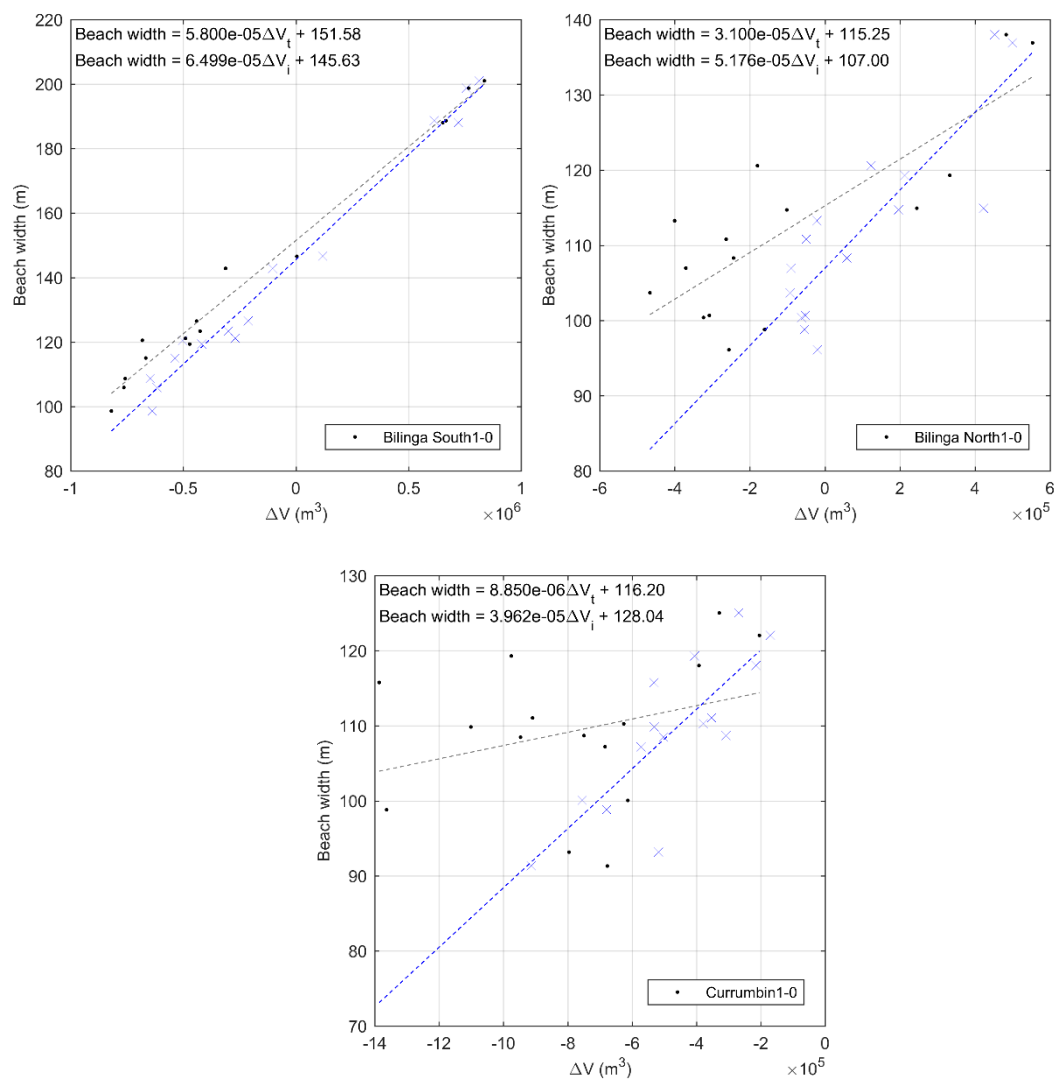 Beach width = 5.800e-05ΔV_t + 151.58
Beach width = 6.499e-05ΔV_i + 145.63
220
200
180
160
140
120
100
80
Beach width (m)
-1 -0.5 0 0.5 1
ΔV (m³)
×10⁶
Bilinga South1-0
Beach width = 3.100e-05ΔV_t + 115.25
Beach width = 5.176e-05ΔV_i + 107.00
140
130
120
110
100
90
80
Beach width (m)
-6 -4 -2 0 2 4 6
ΔV (m³)
×10⁵
Bilinga North1-0
Beach width = 8.850e-06ΔV_t + 116.20
Beach width = 3.962e-05ΔV_i + 128.04
130
120
110
100
90
80
70
Beach width (m)
-14 -12 -10 -8 -6 -4 -2 0
ΔV (m³)
×10⁵
Currumbin1-0